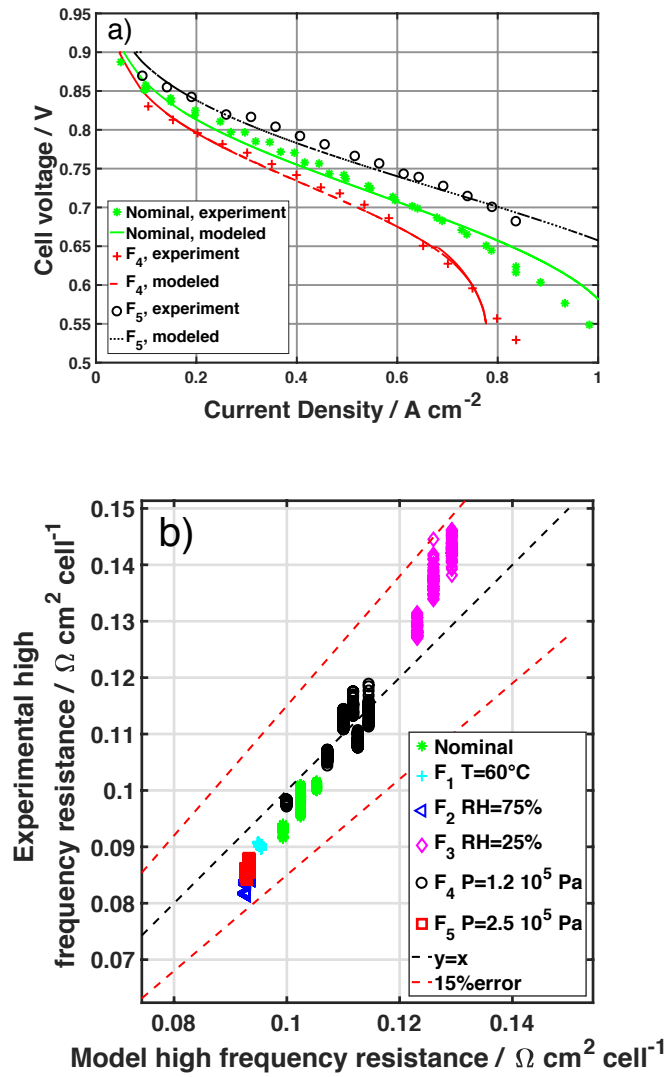 a)
0.9
0.85
0.8
0.75
0.7
0.65
0.6
0.55
0.5
Cell voltage / V
Nominal, experiment
Nominal, modeled
F4, experiment
F4, modeled
F5, experiment
F5, modeled
0 0.2 0.4 0.6 0.8 1
Current Density / A cm-2
b)
0.15
0.14
0.13
0.12
0.11
0.1
0.09
0.08
0.07
Experimental high
frequency resistance / Ω cm2 cell-1
Nominal
F1 T=60°C
F2 RH=75%
F3 RH=25%
F4 P=1.2 105 Pa
F5 P=2.5 105 Pa
y=x
15%error
0.08 0.1 0.12 0.14
Model high frequency resistance / Ω cm2 cell-1